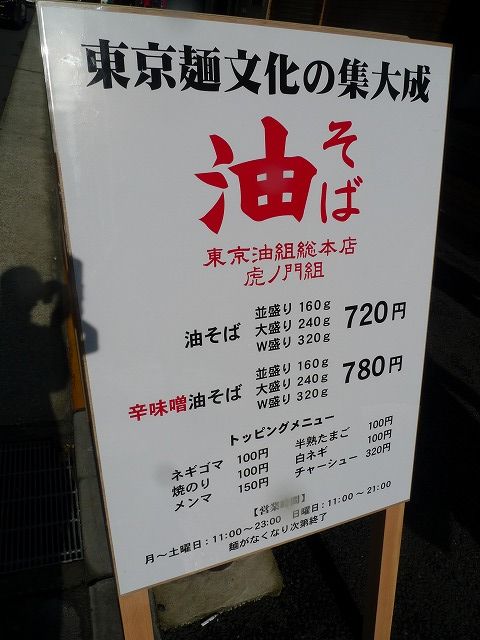 東京麺文化の集大成
油そば
東京油組総本店
虎ノ門組
油そば 並盛り 160g 大盛り 240g W盛り 320g 720円
辛味噌油そば 並盛り 160g 大盛り 240g W盛り 320g 780円
トッピングメニュー
ネギゴマ 100円 半熟たまご 100円
焼のり 100円 白ネギ 100円
メンマ 150円 チャーシュー 320円
【営業
月～土曜日：11:00～23:00 日曜日：11:00～21:00
麺がなくなり次第終了